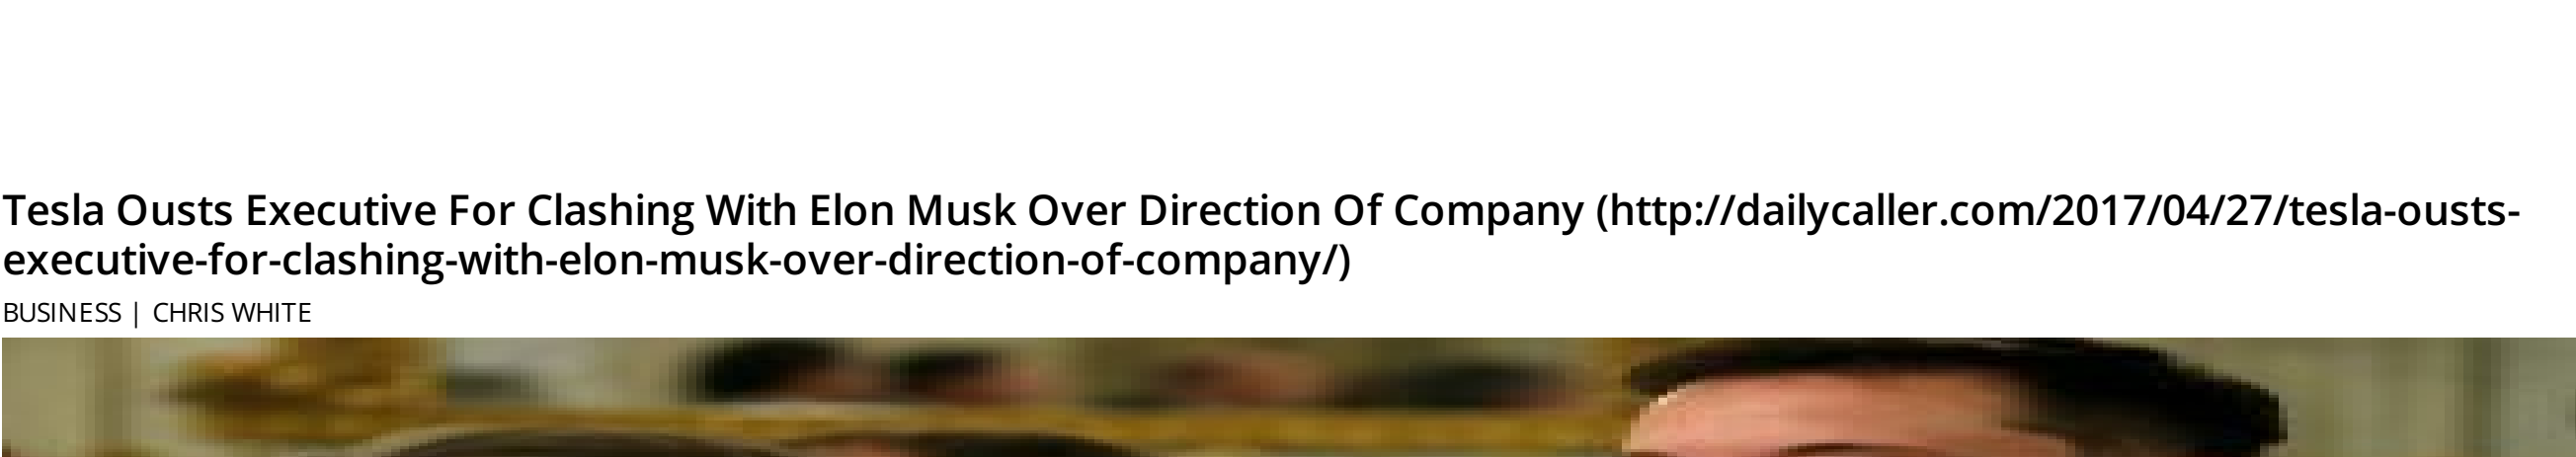 Tesla Ousts Executive For Clashing With Elon Musk Over Direction Of Company (http://dailycaller.com/2017/04/27/tesla-ousts-
executive-for-clashing-with-elon-musk-over-direction-of-company/)
BUSINESS | CHRIS WHITE